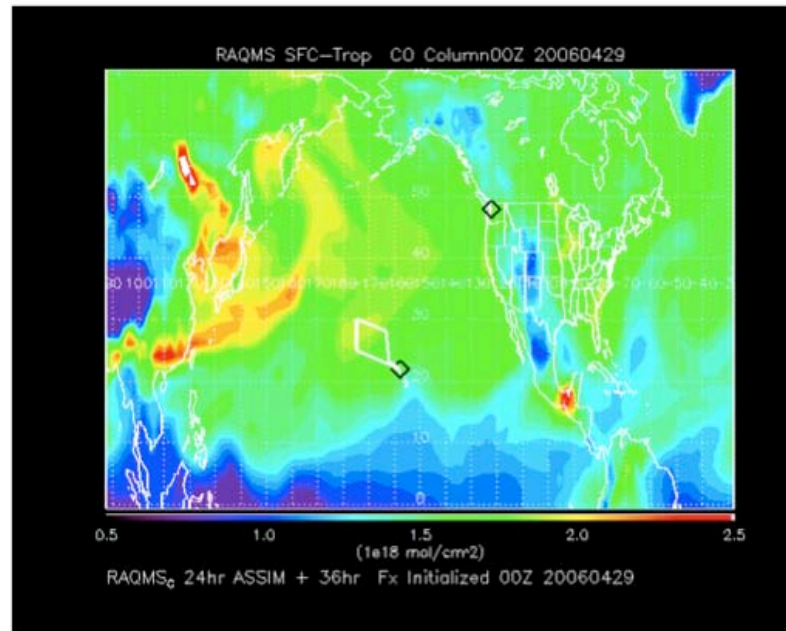 RAQMS SFC-Trop CO Column00Z 20060429
50
40
30
20
10
0
0.5 1.0 1.5 2.0 2.5
(1e18 mol/cm²)
RAQMSc 24hr ASSIM + 36hr Fx Initialized 00Z 20060429